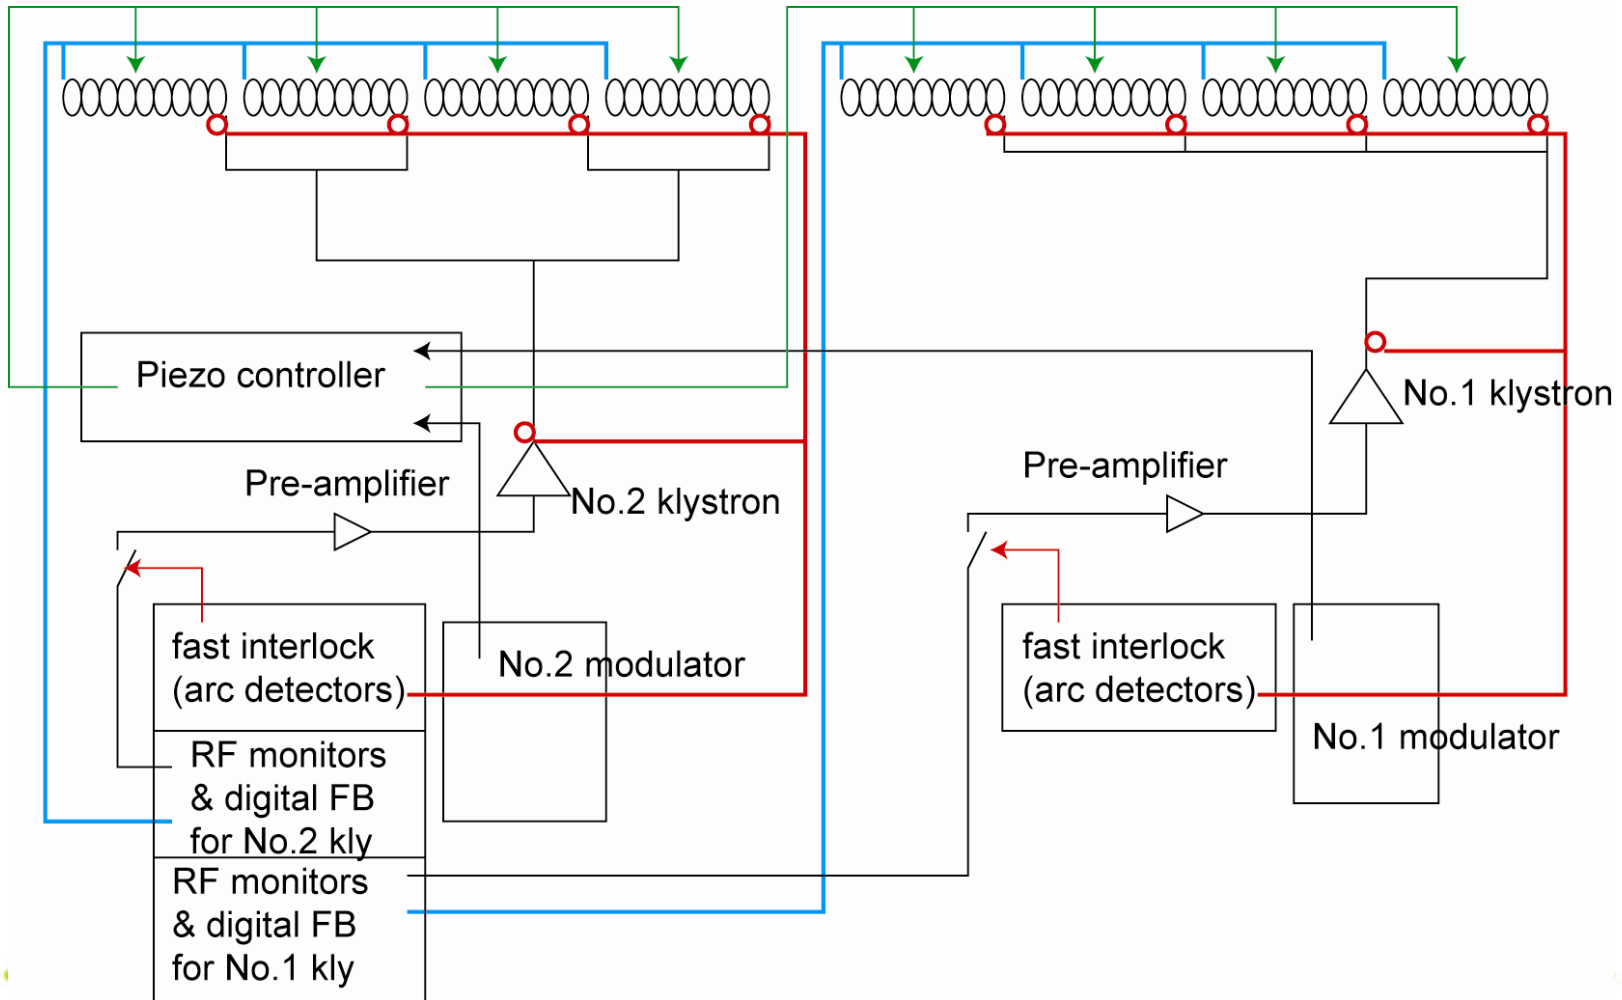 Piezo controller
No.1 klystron
Pre-amplifier
Pre-amplifier
No.2 klystron
fast interlock
(arc detectors)
No.2 modulator
fast interlock
(arc detectors)
No.1 modulator
RF monitors
& digital FB
for No.2 kly
RF monitors
& digital FB
for No.1 kly